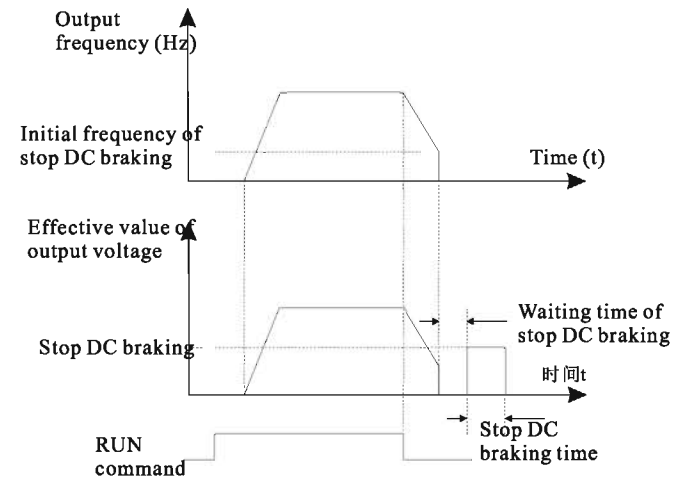 Output
frequency (Hz)
Initial frequency of
stop DC braking
Time (t)
Effective value of
output voltage
Waiting time of
stop DC braking
Stop DC braking
时间t
Stop DC
braking time
RUN
command